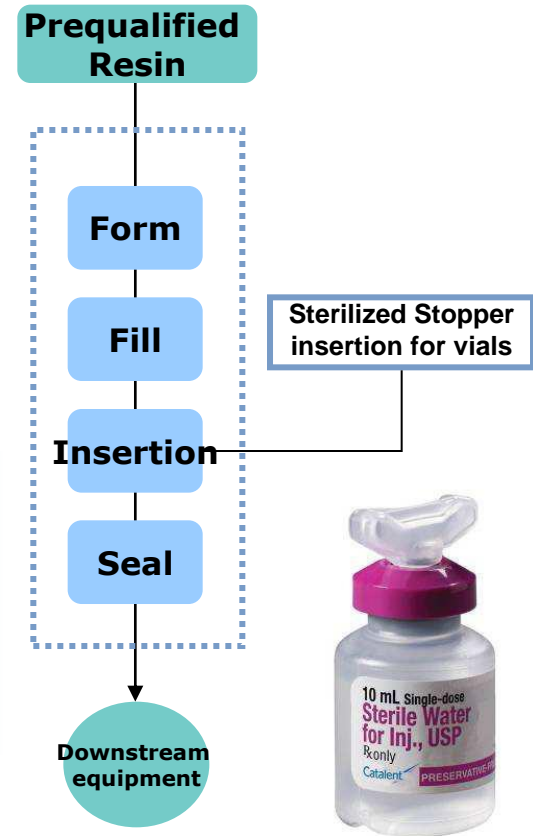 Prequalified
Resin
Form
Fill
Sterilized Stopper
insertion for vials
Insertion
Seal
Downstream
equipment
10 mL Single-dose
Sterile Water
for Inj., USP
Rx only
Catalent